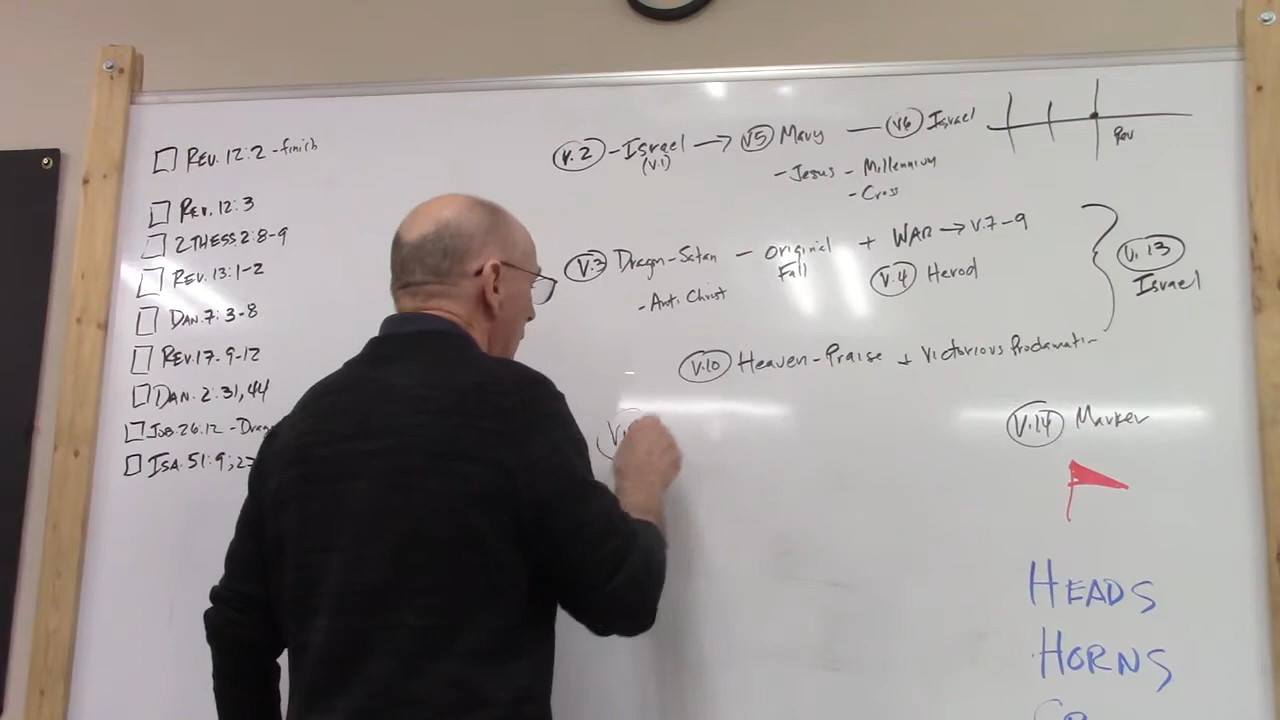 Rev. 12:2 - finish
Rev. 12:3
2 Thess. 2:8-9
Rev. 13:1-2
Dan. 7:3-8
Rev. 17-9-12
Dan. 2:31,44
Job. 26:12 - Drag
Isa. 51:9;27
v.2 - Israel → v5 Mary — v6 Israel
(v.1)
- Jesus - Millennium
- Cross
Rev
v.3 Dragon-Satan - original + WAR → v.7-9
Fall
- Anti Christ
v.4 Herod
v.13
Israel
v.10 Heaven-Praise + Victorious Proclamation
v.14 Marker
HEADS
HORNS